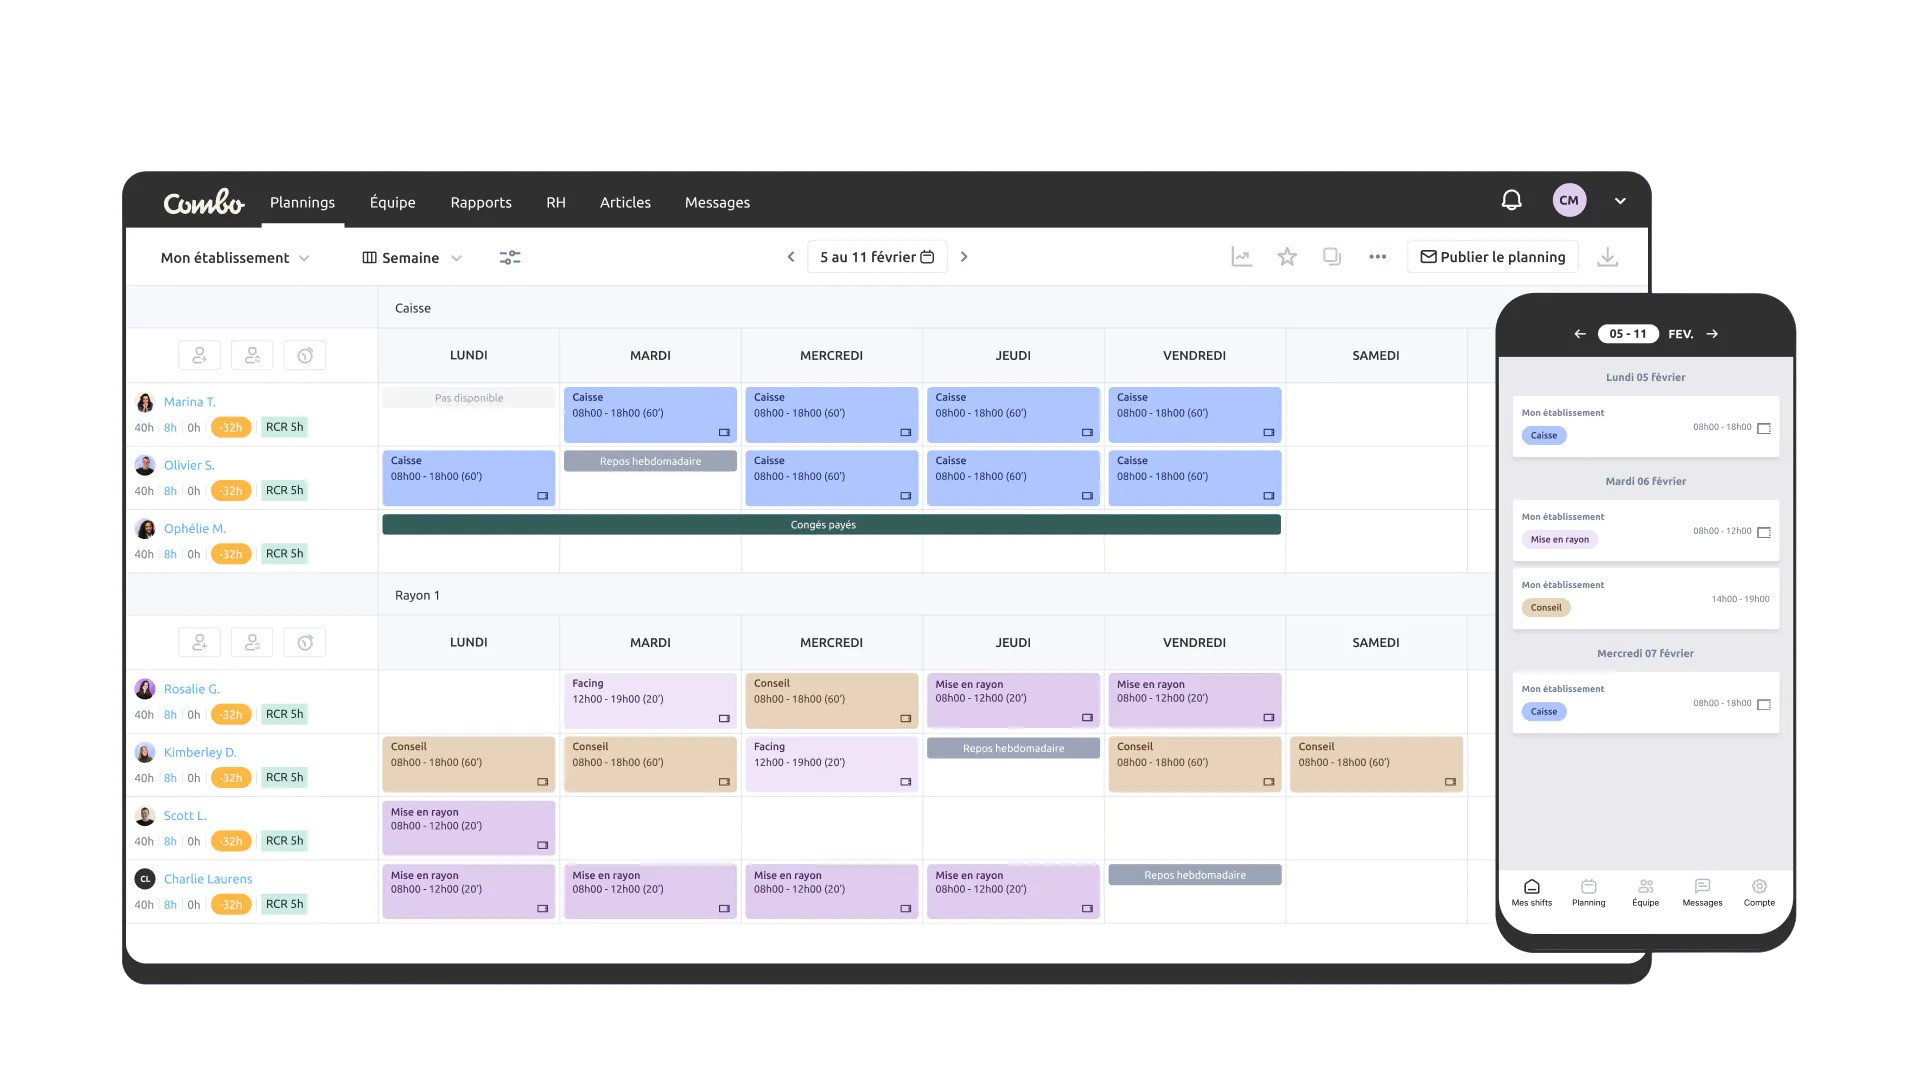 Combo Plannings Équipe Rapports RH Articles Messages CM
Mon établissement Semaine 5 au 11 février Publier le planning
Caisse
LUNDI MARDI MERCREDI JEUDI VENDREDI SAMEDI
Marina T.
40h 8h 0h -32h RCR 5h
Pas disponible
Caisse
08h00 - 18h00 (60')
Caisse
08h00 - 18h00 (60')
Caisse
08h00 - 18h00 (60')
Caisse
08h00 - 18h00 (60')
Olivier S.
40h 8h 0h -32h RCR 5h
Caisse
08h00 - 18h00 (60')
Repos hebdomadaire
Caisse
08h00 - 18h00 (60')
Caisse
08h00 - 18h00 (60')
Caisse
08h00 - 18h00 (60')
Ophélie M.
40h 8h 0h -32h RCR 5h
Congés payés
Rayon 1
LUNDI MARDI MERCREDI JEUDI VENDREDI SAMEDI
Rosalie G.
40h 8h 0h -32h RCR 5h
Facing
12h00 - 19h00 (20')
Conseil
08h00 - 18h00 (60')
Mise en rayon
08h00 - 12h00 (20')
Mise en rayon
08h00 - 12h00 (20')
Kimberley D.
40h 8h 0h -32h RCR 5h
Conseil
08h00 - 18h00 (60')
Conseil
08h00 - 18h00 (60')
Facing
12h00 - 19h00 (20')
Repos hebdomadaire
Conseil
08h00 - 18h00 (60')
Conseil
08h00 - 18h00 (60')
Scott L.
40h 8h 0h -32h RCR 5h
Mise en rayon
08h00 - 12h00 (20')
CL Charlie Laurens
40h 8h 0h -32h RCR 5h
Mise en rayon
08h00 - 12h00 (20')
Mise en rayon
08h00 - 12h00 (20')
Mise en rayon
08h00 - 12h00 (20')
Mise en rayon
08h00 - 12h00 (20')
Repos hebdomadaire
05 - 11 FEV.
Lundi 05 février
Mon établissement
Caisse
08h00 - 18h00
Mardi 06 février
Mon établissement
Mise en rayon
08h00 - 12h00
Mon établissement
Conseil
14h00 - 19h00
Mercredi 07 février
Mon établissement
Caisse
08h00 - 18h00
Mes shifts Planning Équipe Messages Compte